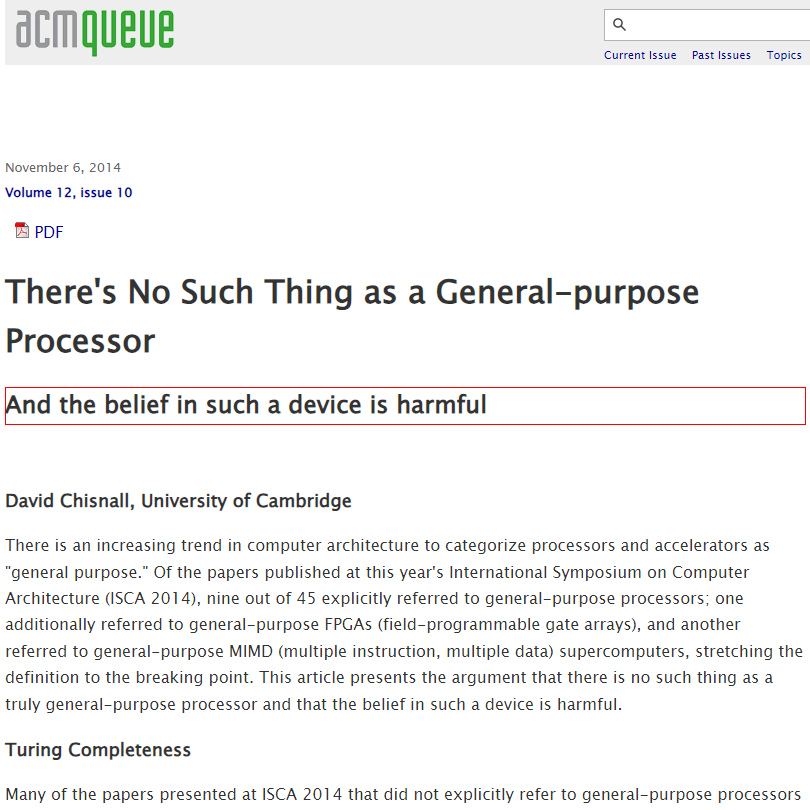 acmqueue
Current Issue Past Issues Topics
November 6, 2014
Volume 12, issue 10
PDF
There's No Such Thing as a General-purpose
Processor
And the belief in such a device is harmful
David Chisnall, University of Cambridge
There is an increasing trend in computer architecture to categorize processors and accelerators as
"general purpose." Of the papers published at this year's International Symposium on Computer
Architecture (ISCA 2014), nine out of 45 explicitly referred to general-purpose processors; one
additionally referred to general-purpose FPGAs (field-programmable gate arrays), and another
referred to general-purpose MIMD (multiple instruction, multiple data) supercomputers, stretching the
definition to the breaking point. This article presents the argument that there is no such thing as a
truly general-purpose processor and that the belief in such a device is harmful.
Turing Completeness
Many of the papers presented at ISCA 2014 that did not explicitly refer to general-purpose processors